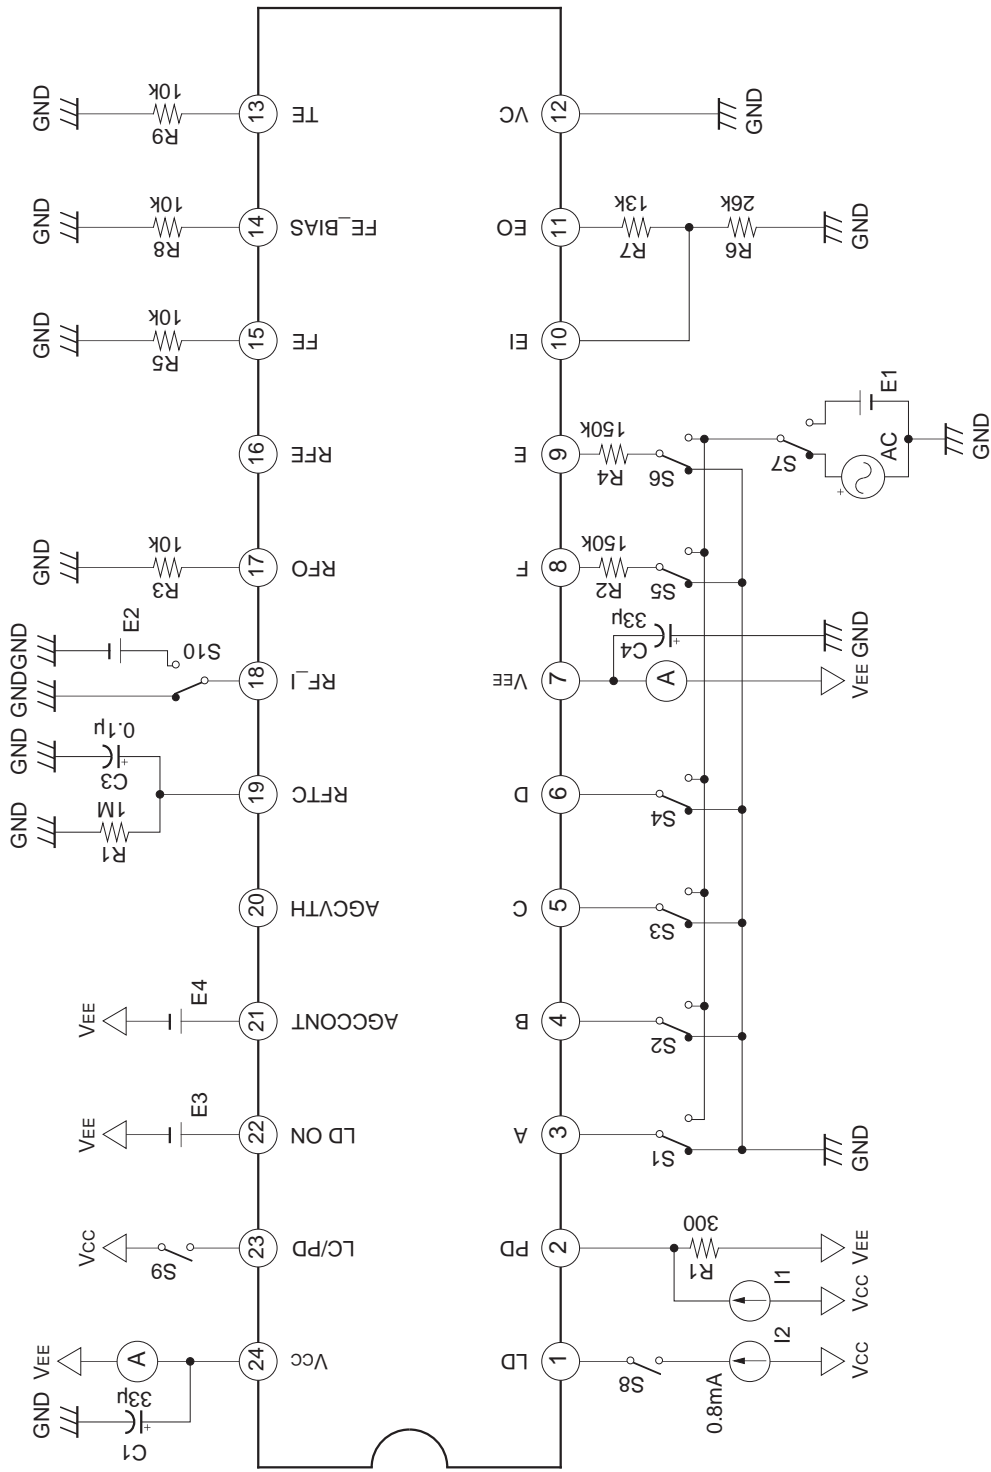 GND
10k
R9
13
TE
GND
10k
R8
14
FE_BIAS
GND
10k
R5
15
FE
16
RFE
GND
10k
R3
17
RFO
GND
E2
S10
GND
18
RF_I
GND
0.1µ
C3
+
GND
1M
R1
19
RFTC
20
AGCVTH
VEE
E4
21
AGCCONT
VEE
E3
22
LD ON
VCC
S9
23
LC/PD
VEE
A
GND
33µ
C1
+
24
VCC
VC
12
GND
EO
11
13k
R7
26k
R6
GND
EI
10
E
9
150k
R4
S6
S7
AC
+
E1
GND
F
8
150k
R2
S5
VEE
7
33µ
C4
+
GND
A
VEE
D
6
S4
C
5
S3
B
4
S2
A
3
S1
GND
PD
2
300
R1
VEE
I1
VCC
LD
1
S8
0.8mA
I2
VCC